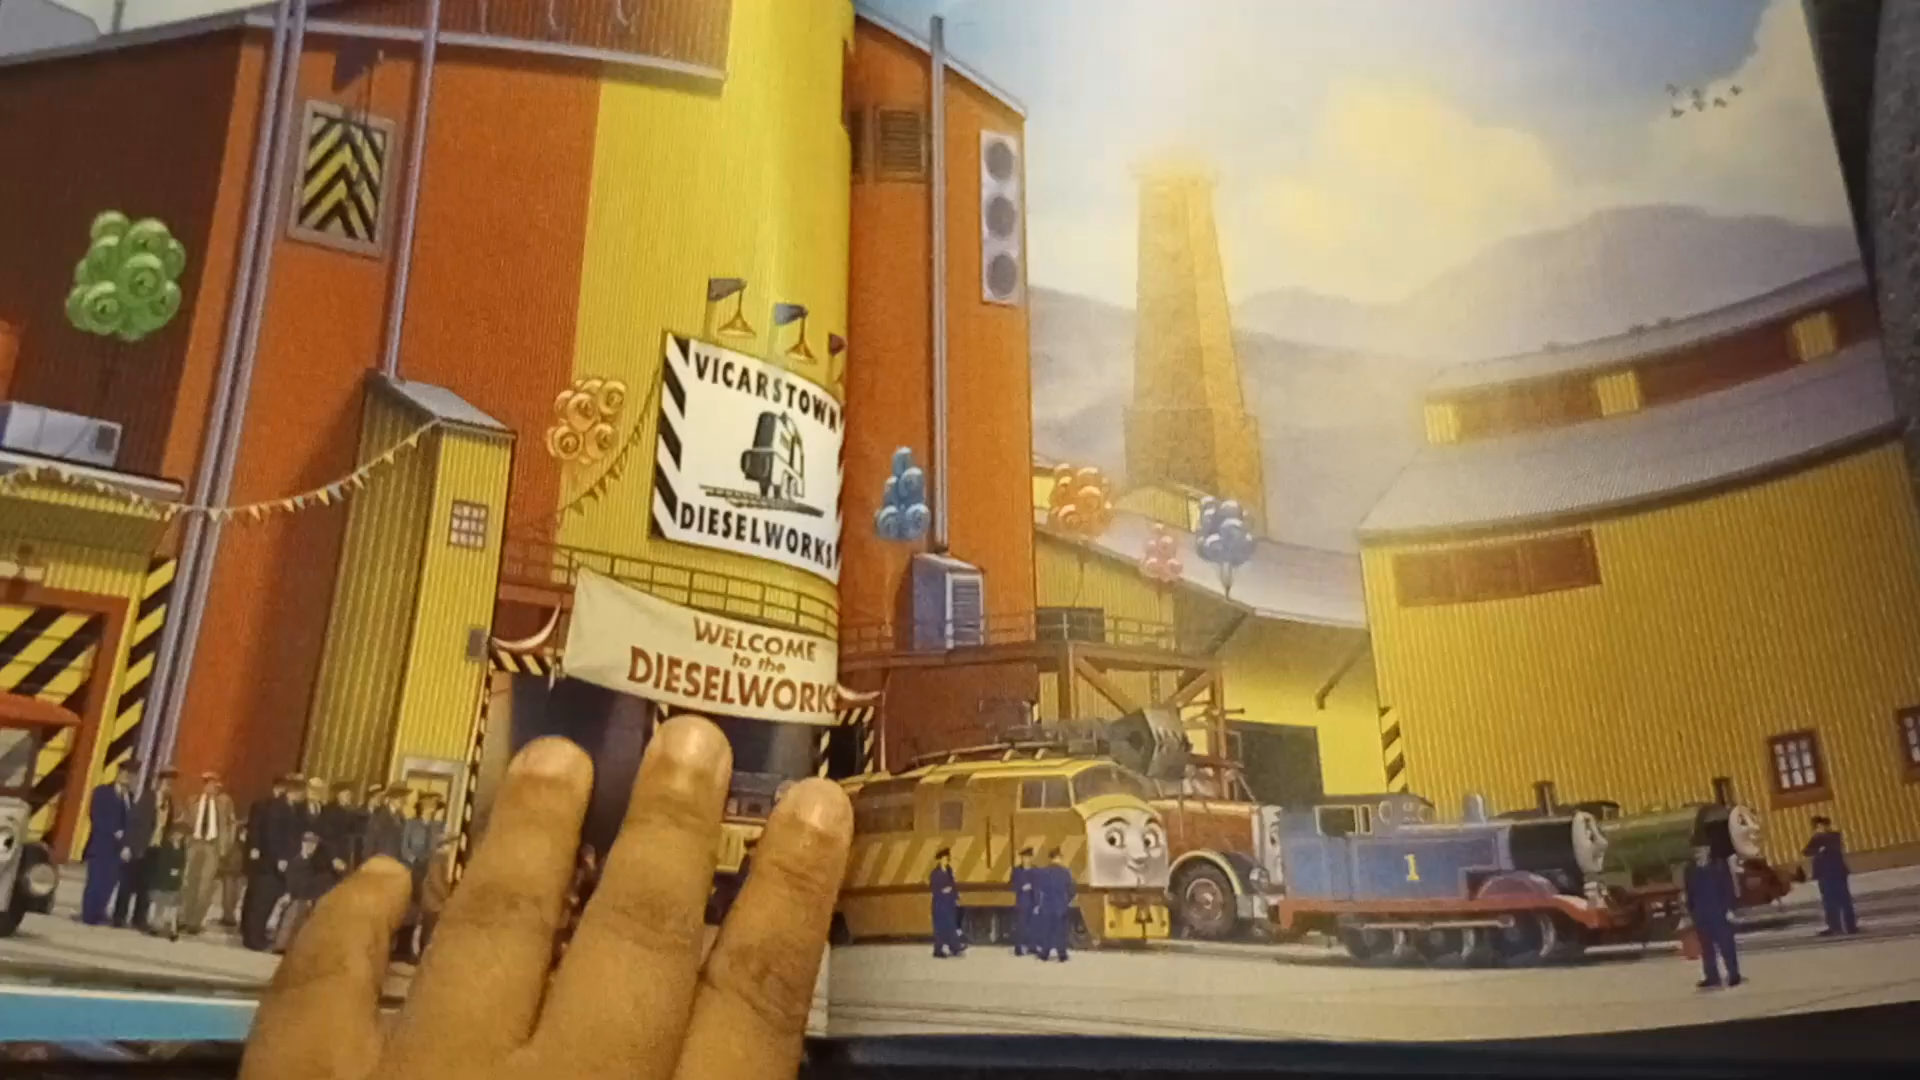 VICARSTOWN
DIESELWORKS
WELCOME
to the
DIESELWORKS
1